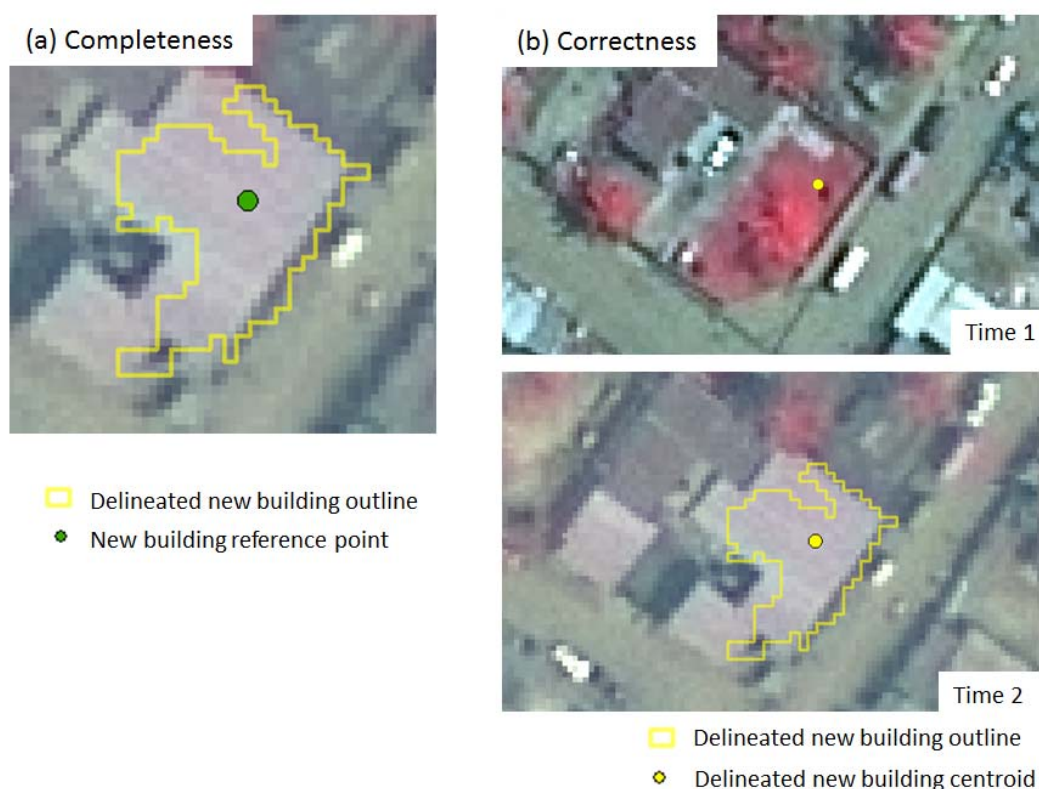 (a) Completeness
Delineated new building outline
New building reference point
(b) Correctness
Time 1
Time 2
Delineated new building outline
Delineated new building centroid